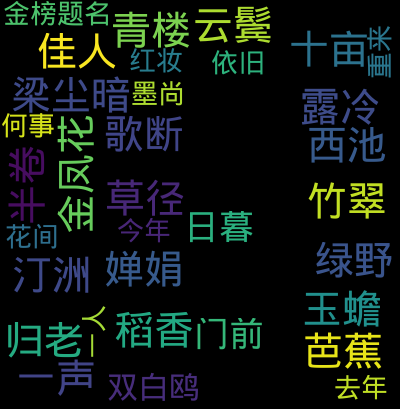 金榜题名
青楼
云鬓
佳人
红妆
依旧
十亩
重来
梁尘暗
墨尚
露冷
何事
金凤花
歌断
西池
半卷
草径
竹翠
花间
今年
日暮
汀洲
婵娟
绿野
玉蟾
一人
归老
稻香
门前
芭蕉
一声
双白鸥
去年